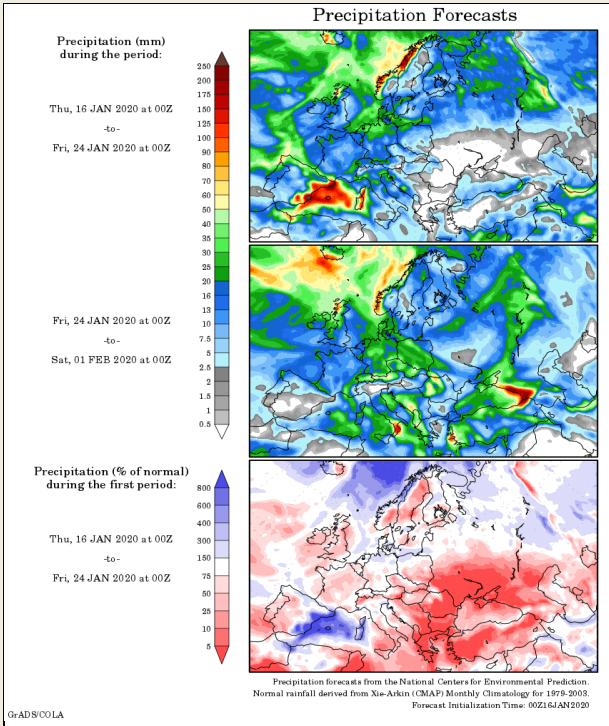 Precipitation Forecasts
Precipitation (mm)
during the period:
Thu, 16 JAN 2020 at 00Z
-to-
Fri, 24 JAN 2020 at 00Z
250
200
175
150
125
100
90
80
70
60
50
40
35
30
25
20
16
13
10
7.5
5
2.5
2
1.5
1
0.5
Fri, 24 JAN 2020 at 00Z
-to-
Sat, 01 FEB 2020 at 00Z
Precipitation (% of normal)
during the first period:
Thu, 16 JAN 2020 at 00Z
-to-
Fri, 24 JAN 2020 at 00Z
800
600
400
300
150
75
50
25
10
5
Precipitation forecasts from the National Centers for Environmental Prediction.
Normal rainfall derived from Xie-Arkin (CMAP) Monthly Climatology for 1979-2003.
Forecast Initialization Time: 00Z16JAN2020
GrADS/COLA